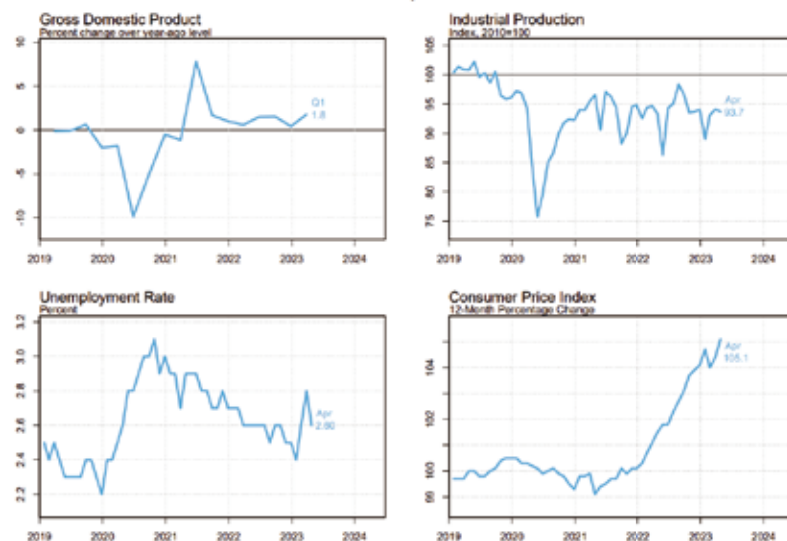 Gross Domestic Product
Percent change over year-ago level
10
5
0
-5
-10
Q1
1.8
2019 2020 2021 2022 2023 2024
Industrial Production
Index, 2010=100
105
100
95
90
85
80
75
Apr
93.7
2019 2020 2021 2022 2023 2024
Unemployment Rate
Percent
3.2
3.0
2.8
2.6
2.4
2.2
Apr
2.60
2019 2020 2021 2022 2023 2024
Consumer Price Index
12-Month Percentage Change
104
102
100
99
Apr
105.1
2019 2020 2021 2022 2023 2024